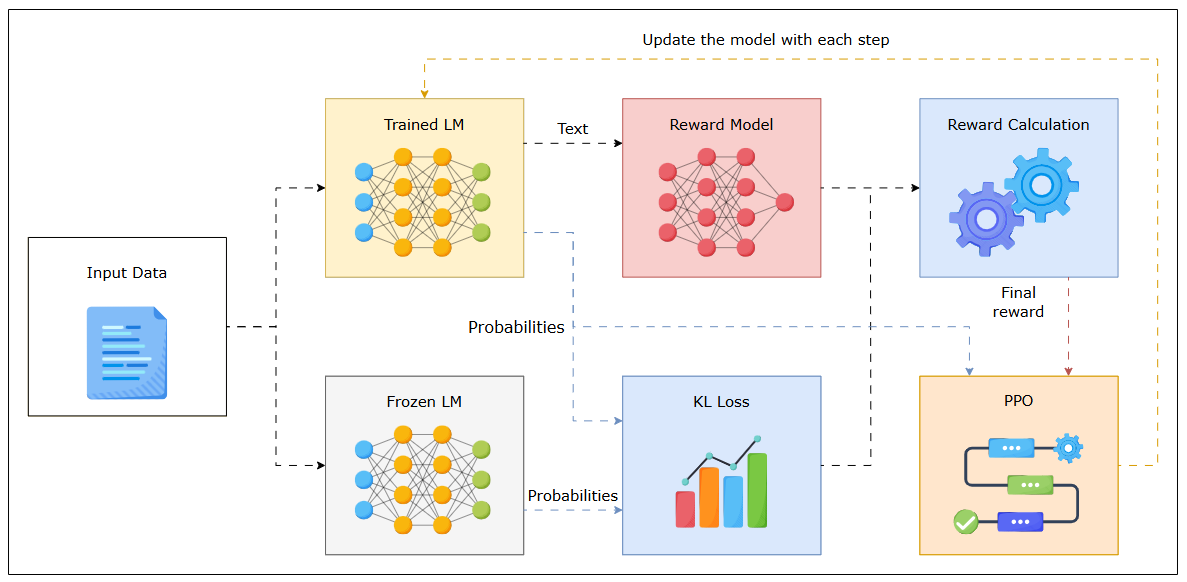 Update the model with each step
Trained LM
Text
Reward Model
Reward Calculation
Input Data
Final
reward
Probabilities
Frozen LM
KL Loss
PPO
Probabilities